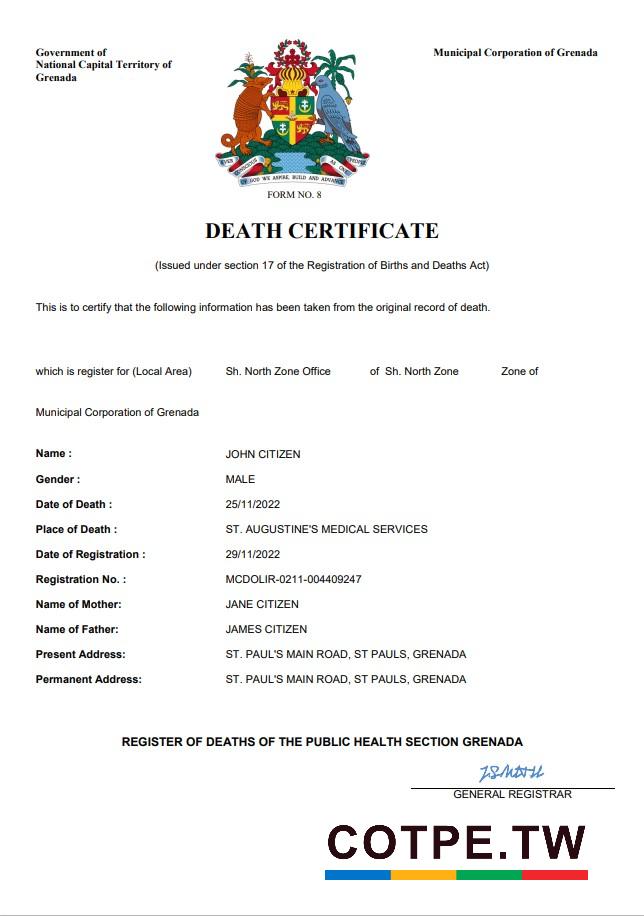 Government of
National Capital Territory of
Grenada
Municipal Corporation of Grenada
OF GOD WE ASPIRE, BUILD AND ADVANCE
FORM NO. 8
DEATH CERTIFICATE
(Issued under section 17 of the Registration of Births and Deaths Act)
This is to certify that the following information has been taken from the original record of death.
which is register for (Local Area) Sh. North Zone Office of Sh. North Zone Zone of
Municipal Corporation of Grenada
Name : JOHN CITIZEN
Gender : MALE
Date of Death : 25/11/2022
Place of Death : ST. AUGUSTINE'S MEDICAL SERVICES
Date of Registration : 29/11/2022
Registration No. : MCDOLIR-0211-004409247
Name of Mother: JANE CITIZEN
Name of Father: JAMES CITIZEN
Present Address: ST. PAUL'S MAIN ROAD, ST PAULS, GRENADA
Permanent Address: ST. PAUL'S MAIN ROAD, ST PAULS, GRENADA
REGISTER OF DEATHS OF THE PUBLIC HEALTH SECTION GRENADA
GENERAL REGISTRAR
COTPE.TW